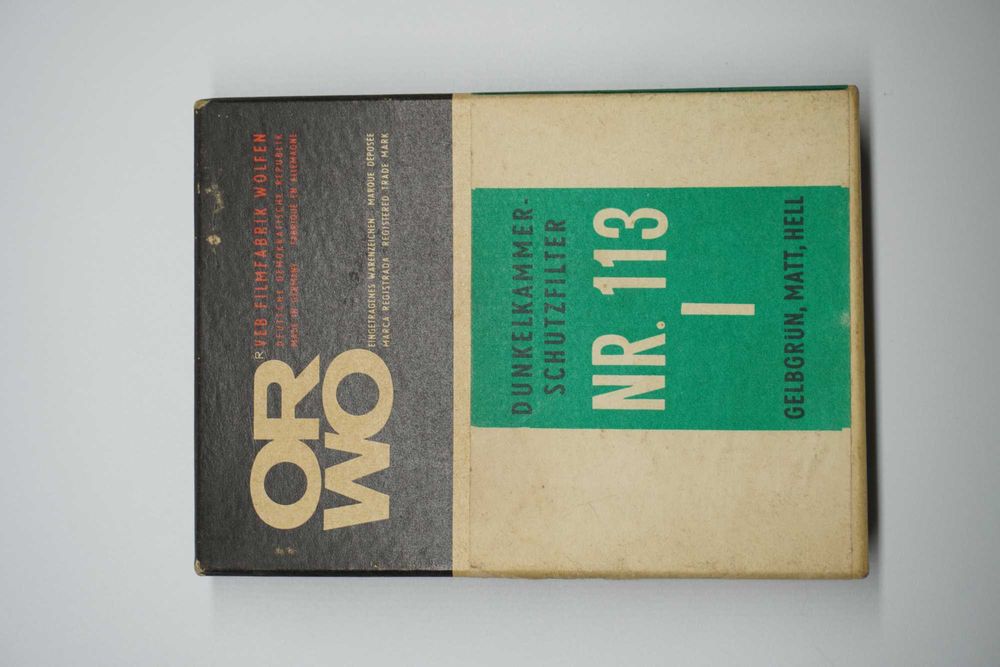 OR
WO
R
VEB FILMFABRIK WOLFEN
DEUTSCHE DEMOKRATISCHE REPUBLIK
MADE IN GERMANY FABRIQUÉ EN ALLEMAGNE
EINGETRAGENES WARENZEICHEN MARQUE DÉPOSÉE
MARCA REGISTRADA REGISTERED TRADE MARK
DUNKELKAMMER-
SCHUTZFILTER
NR. 113
I
GELBGRÜN, MATT, HELL